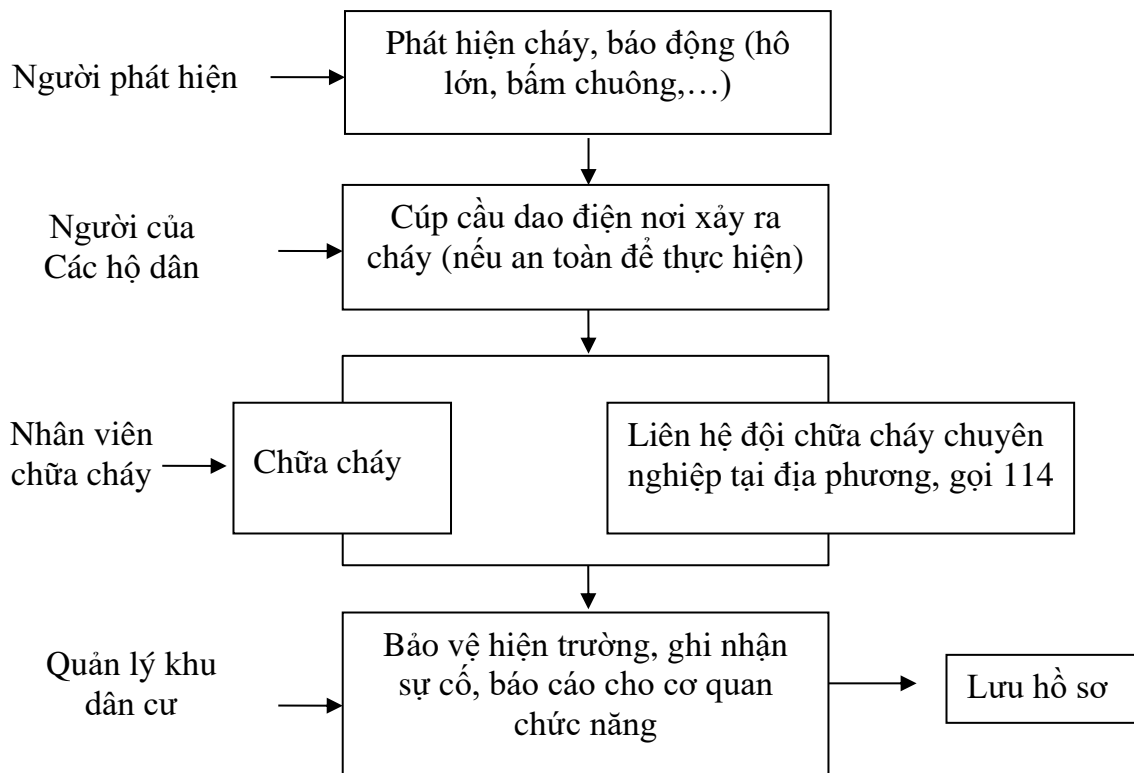 Phát hiện cháy, báo động (hô
lớn, bấm chuông,…)
Người phát hiện
Cúp cầu dao điện nơi xảy ra
cháy (nếu an toàn để thực hiện)
Người của
Các hộ dân
Nhân viên
chữa cháy
Chữa cháy
Liên hệ đội chữa cháy chuyên
nghiệp tại địa phương, gọi 114
Quản lý khu
dân cư
Bảo vệ hiện trường, ghi nhận
sự cố, báo cáo cho cơ quan
chức năng
Lưu hồ sơ